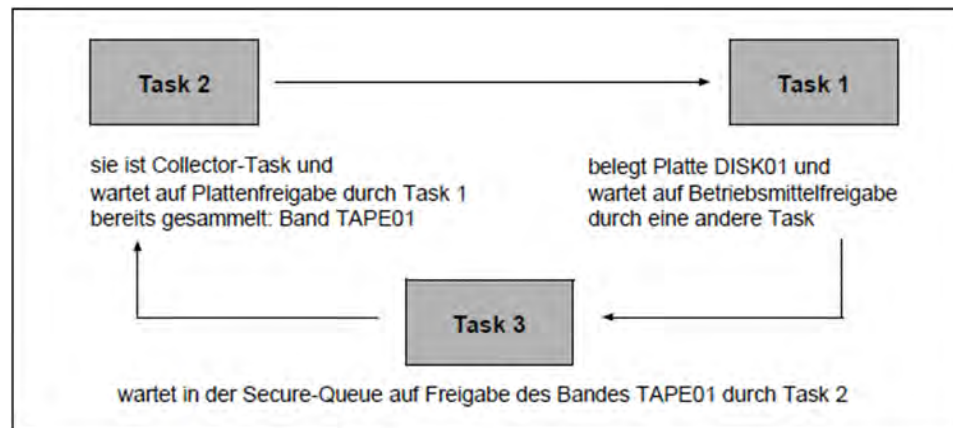 Task 2
Task 1
sie ist Collector-Task und
wartet auf Plattenfreigabe durch Task 1
bereits gesammelt: Band TAPE01
belegt Platte DISK01 und
wartet auf Betriebsmittelfreigabe
durch eine andere Task
Task 3
wartet in der Secure-Queue auf Freigabe des Bandes TAPE01 durch Task 2